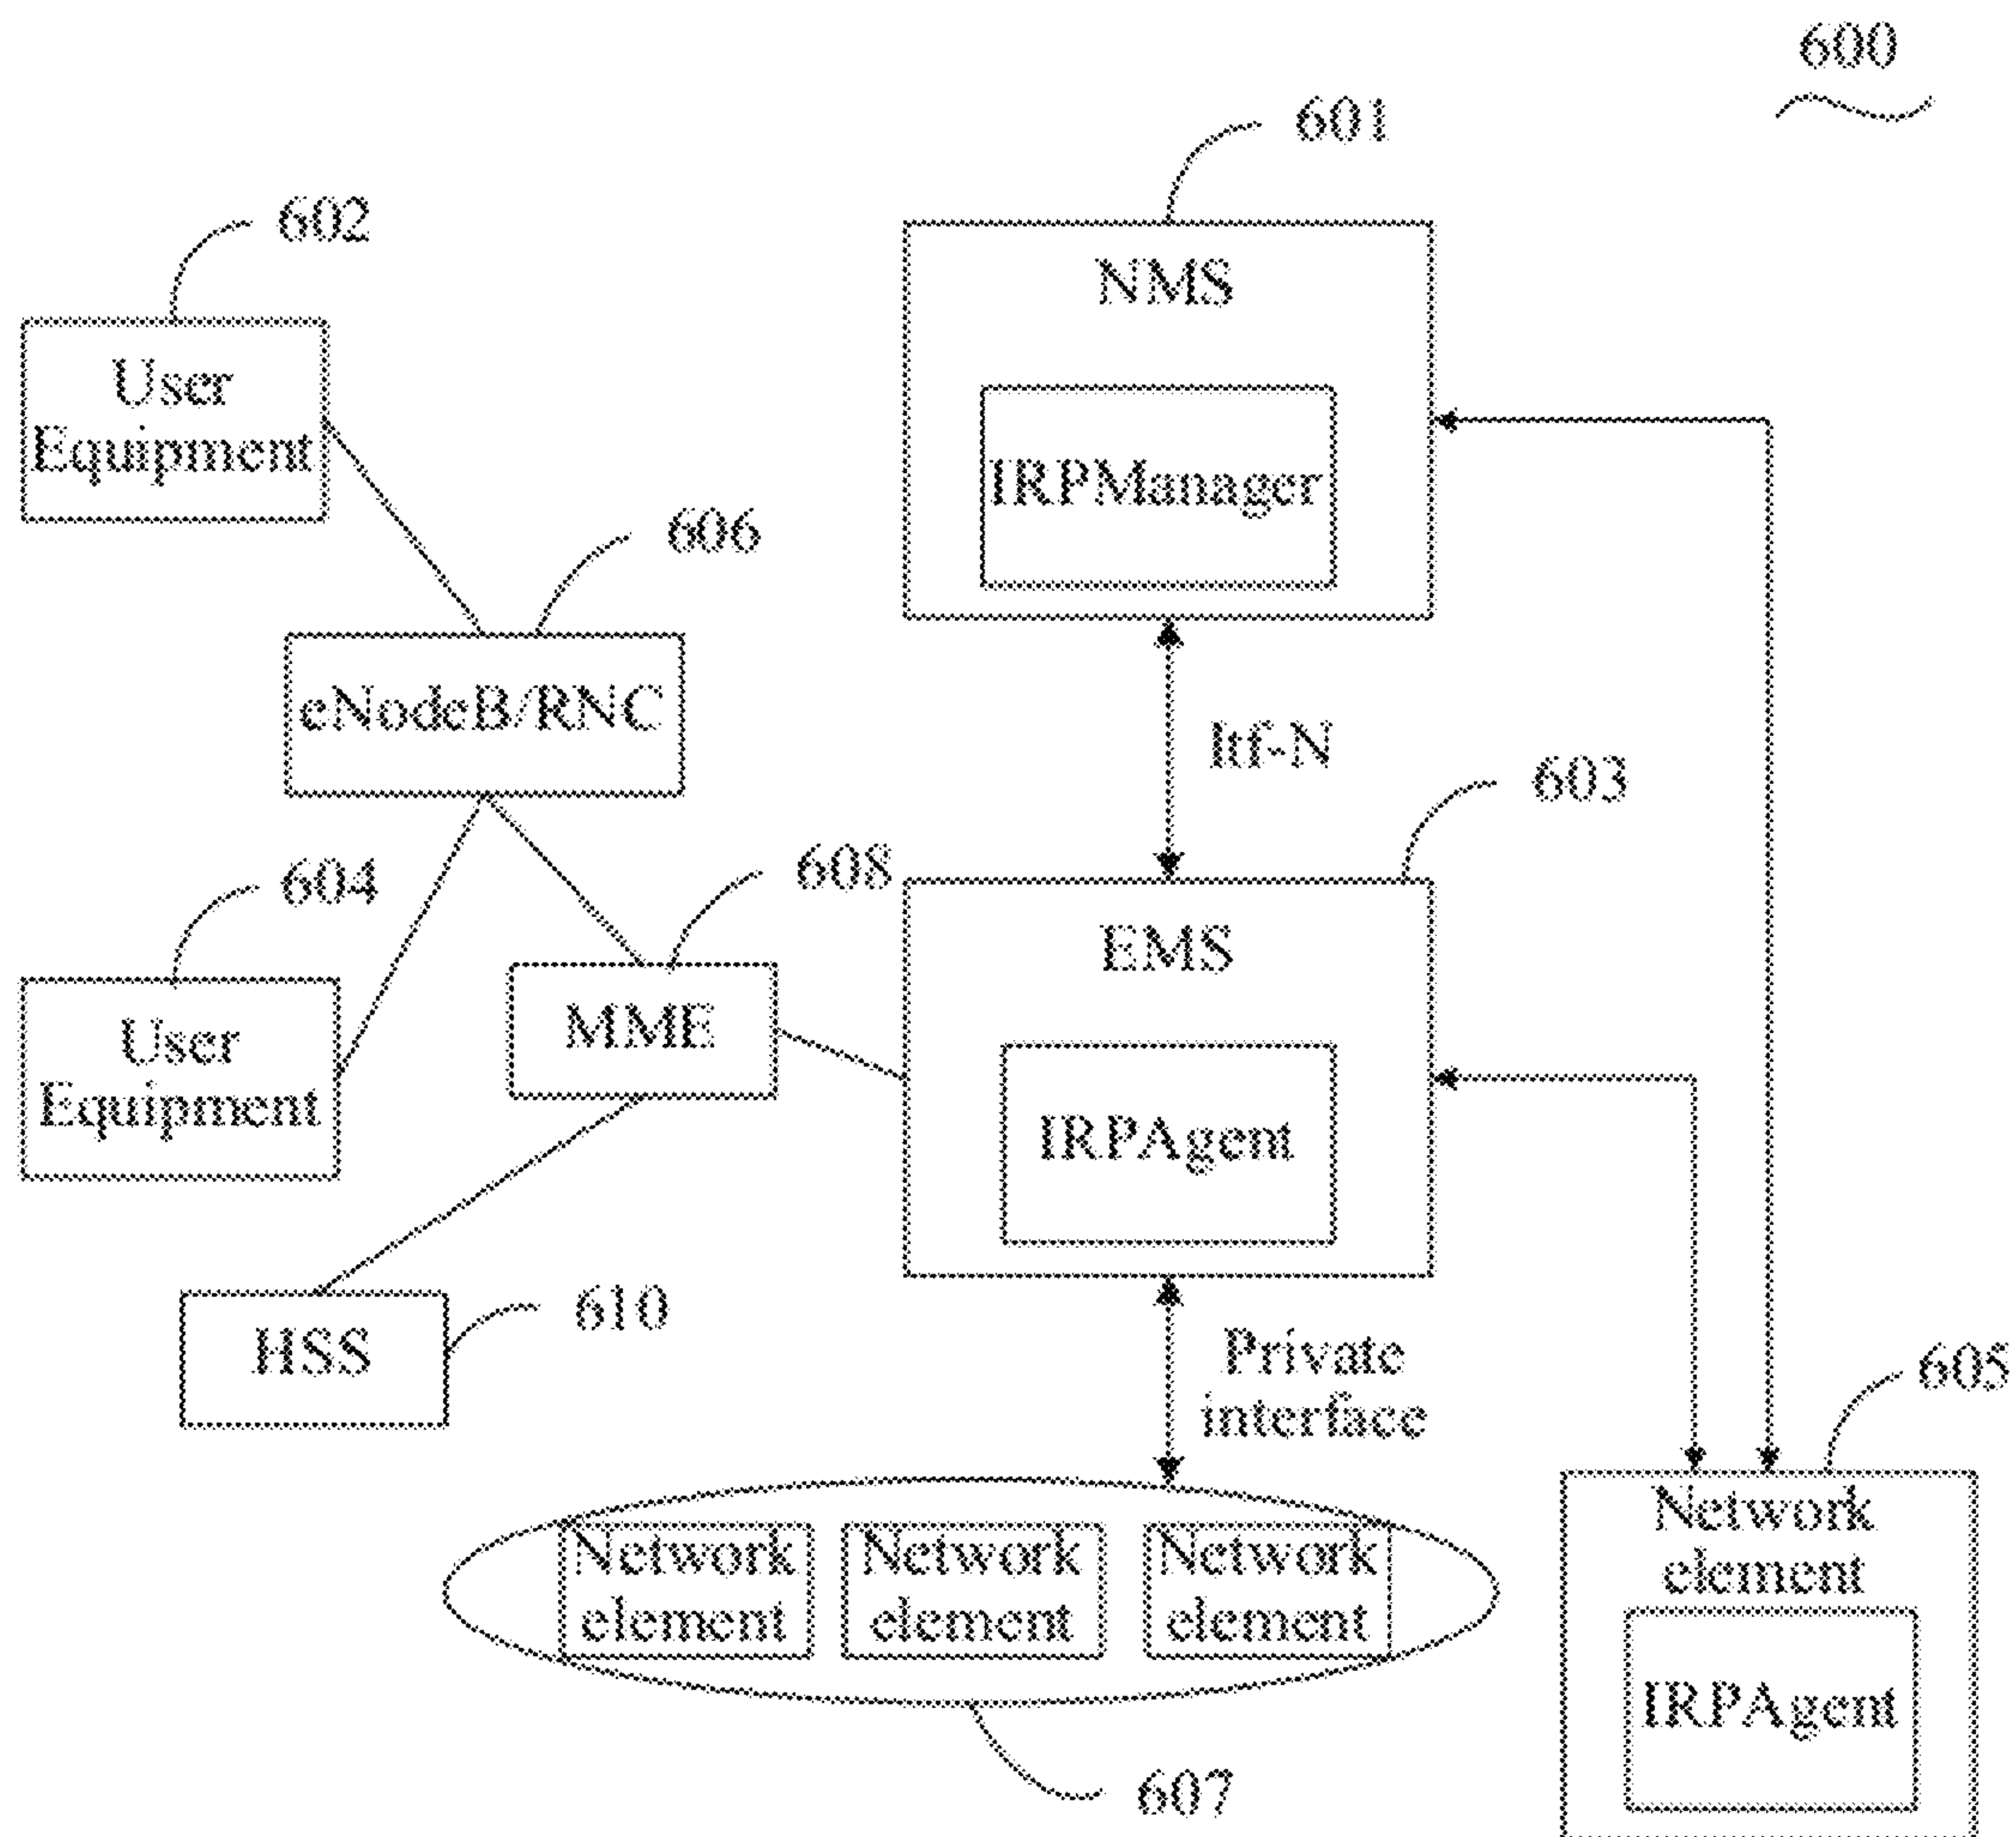 600
601
602
NMS
User
Equipment
IRPManager
606
eNodeB/RNC
Itf-N
603
604
608
EMS
User
Equipment
MME
IRPAgent
HSS
610
Private
interface
605
Network
element
Network
element
Network
element
Network
element
IRPAgent
607